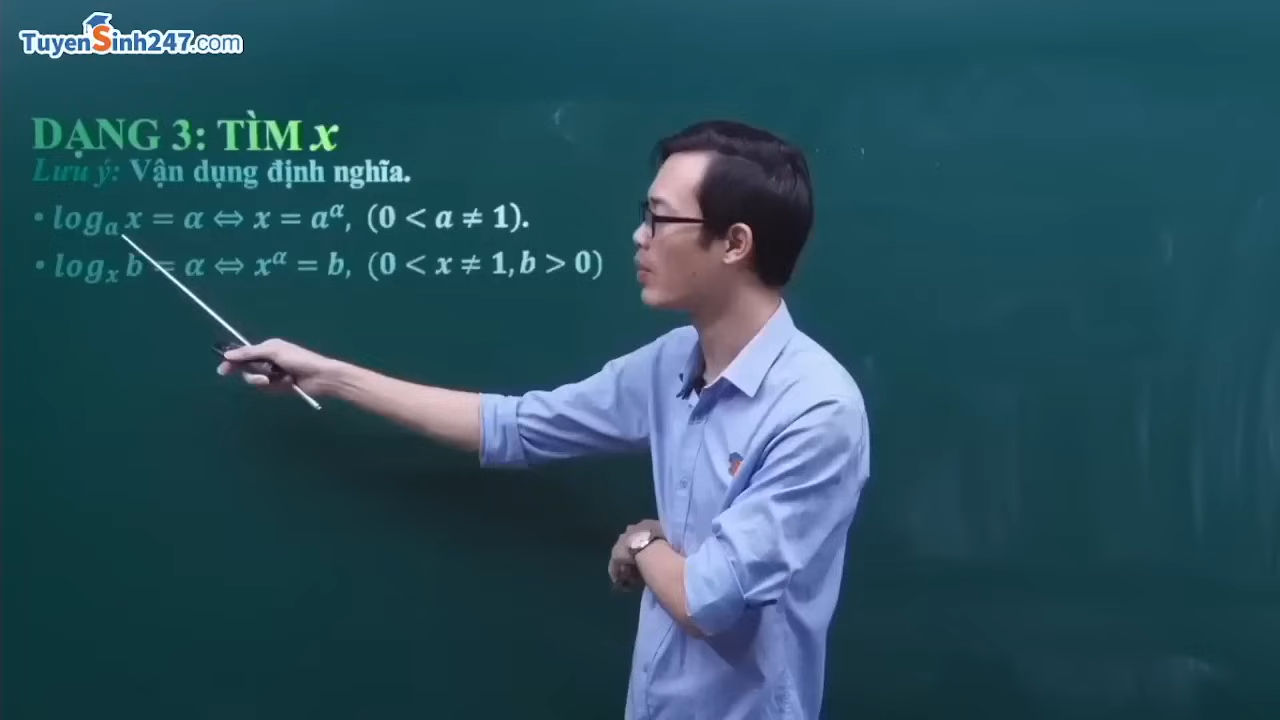 TuyenSinh247.com
DẠNG 3: TÌM x
Lưu ý: Vận dụng định nghĩa.
• logₐ x = α ⇔ x = a^α, (0 < a ≠ 1).
• logₓ b = α ⇔ x^α = b, (0 < x ≠ 1, b > 0)